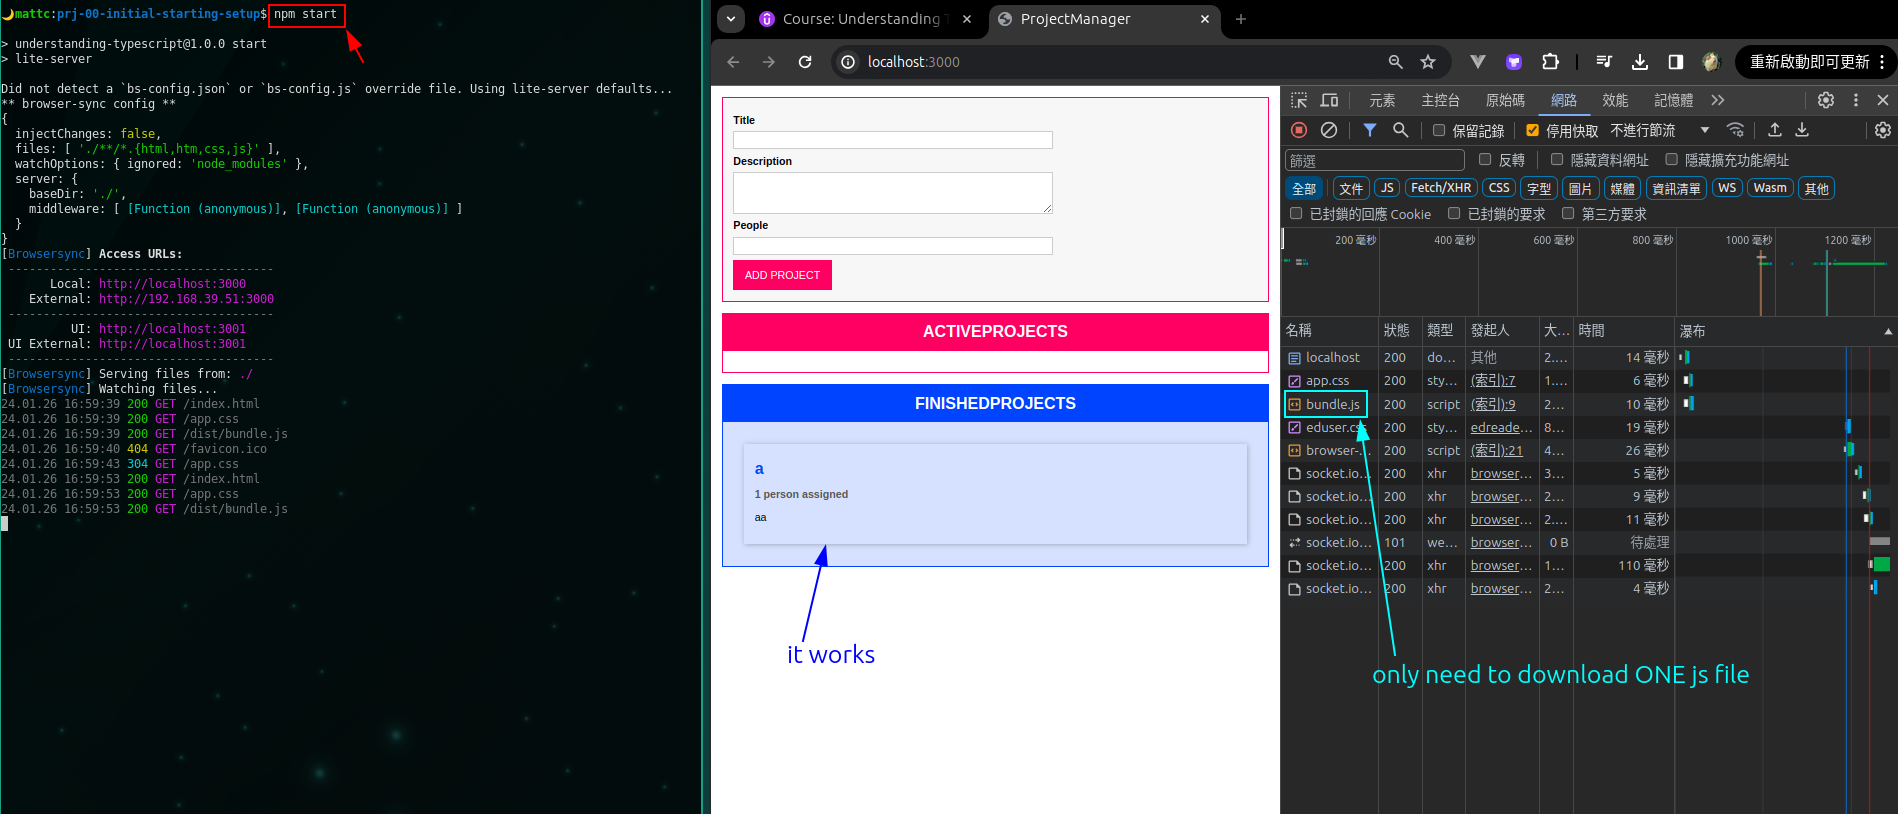 mattc:prj-00-initial-starting-setup$ npm start
> understanding-typescript@1.0.0 start
> lite-server
Did not detect a `bs-config.json` or `bs-config.js` override file. Using lite-server defaults...
** browser-sync config **
{
  injectChanges: false,
  files: [ './**/*.{html,htm,css,js}' ],
  watchOptions: { ignored: 'node_modules' },
  server: {
    baseDir: './',
    middleware: [ [Function (anonymous)], [Function (anonymous)] ]
  }
}
[Browsersync] Access URLs:
--------------------------------------
Local: http://localhost:3000
External: http://192.168.39.51:3000
--------------------------------------
UI: http://localhost:3001
UI External: http://localhost:3001
--------------------------------------
[Browsersync] Serving files from: ./
[Browsersync] Watching files...
24.01.26 16:59:39 200 GET /index.html
24.01.26 16:59:39 200 GET /app.css
24.01.26 16:59:39 200 GET /dist/bundle.js
24.01.26 16:59:40 404 GET /favicon.ico
24.01.26 16:59:43 304 GET /app.css
24.01.26 16:59:53 200 GET /index.html
24.01.26 16:59:53 200 GET /app.css
24.01.26 16:59:53 200 GET /dist/bundle.js
Course: Understanding
ProjectManager
localhost:3000
重新啟動即可更新
Title
Description
People
ADD PROJECT
ACTIVEPROJECTS
FINISHEDPROJECTS
a
1 person assigned
aa
it works
元素 主控台 原始碼 網路 效能 記憶體
保留記錄 停用快取 不進行節流
篩選 反轉 隱藏資料網址 隱藏擴充功能網址
全部 文件 JS Fetch/XHR CSS 字型 圖片 媒體 資訊清單 WS Wasm 其他
已封鎖的回應 Cookie 已封鎖的要求 第三方要求
200 毫秒 400 毫秒 600 毫秒 800 毫秒 1000 毫秒 1200 毫秒
名稱 狀態 類型 發起人 大… 時間 瀑布
localhost 200 do… 其他 2.… 14 毫秒
app.css 200 sty… (索引):7 1.… 6 毫秒
bundle.js 200 script (索引):9 2… 10 毫秒
eduser.css 200 sty… edreade… 8… 19 毫秒
browser-… 200 script (索引):21 4… 26 毫秒
socket.io… 200 xhr browser… 3… 5 毫秒
socket.io… 200 xhr browser… 2… 9 毫秒
socket.io… 200 xhr browser… 2.… 11 毫秒
socket.io… 101 we… browser… 0 B 待處理
socket.io… 200 xhr browser… 1… 110 毫秒
socket.io… 200 xhr browser… 2… 4 毫秒
only need to download ONE js file